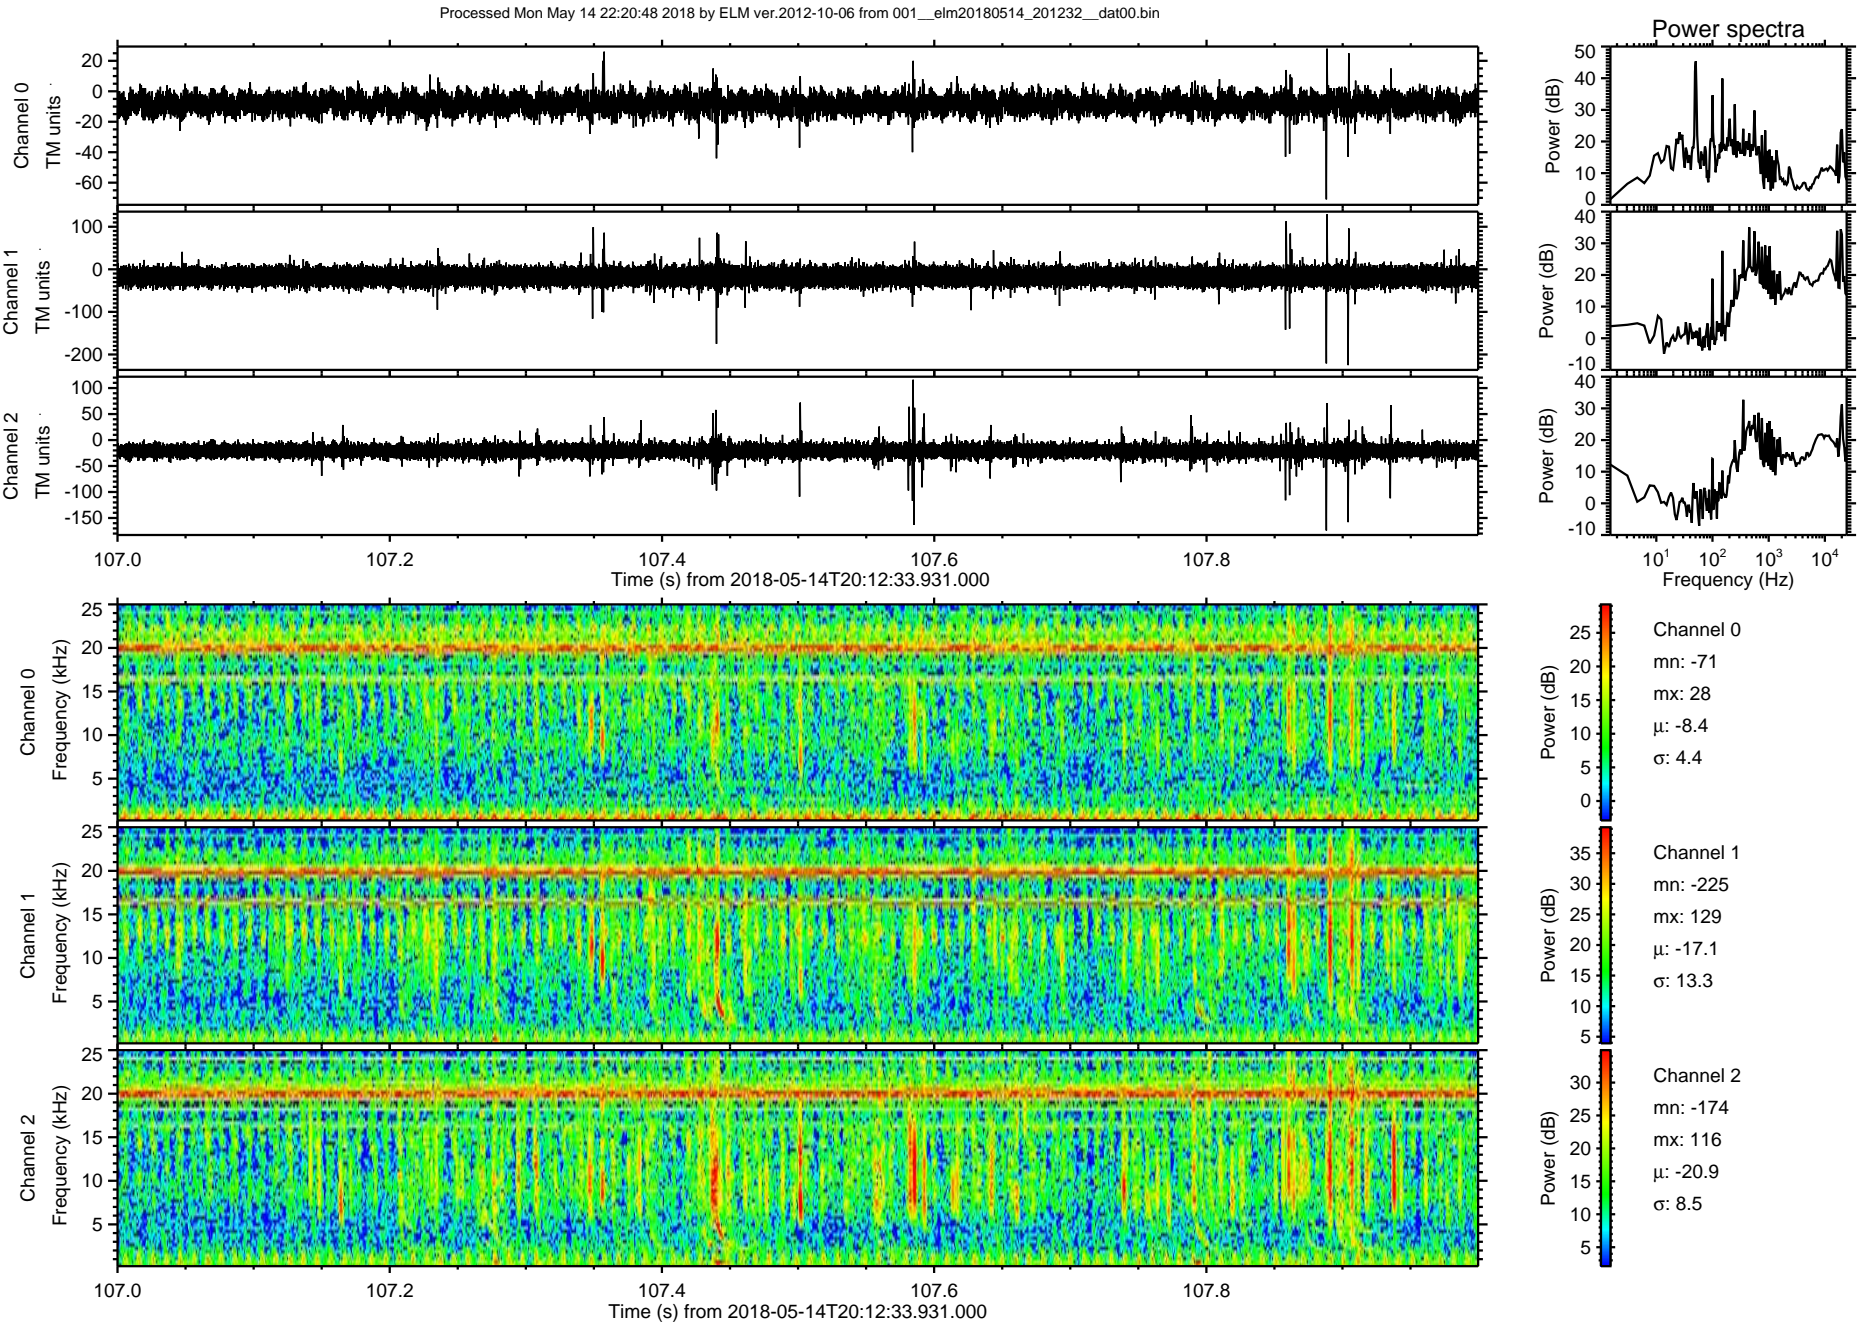 Processed Mon May 14 22:20:48 2018 by ELM ver.2012-10-06 from 001__elm20180514_201232__dat00.bin
Power spectra
Channel 0
TM units
20
0
-20
-40
-60
Power (dB)
50
40
30
20
10
0
Channel 1
TM units
100
0
-100
-200
Power (dB)
40
30
20
10
0
-10
Channel 2
TM units
100
50
0
-50
-100
-150
Power (dB)
40
30
20
10
0
-10
107.0 107.2 107.4 107.6 107.8
Time (s) from 2018-05-14T20:12:33.931.000
10^1 10^2 10^3 10^4
Frequency (Hz)
Channel 0
Frequency (kHz)
25
20
15
10
5
Power (dB)
25
20
15
10
5
0
Channel 0
mn: -71
mx: 28
µ: -8.4
σ: 4.4
Channel 1
Frequency (kHz)
25
20
15
10
5
Power (dB)
35
30
25
20
15
10
5
Channel 1
mn: -225
mx: 129
µ: -17.1
σ: 13.3
Channel 2
Frequency (kHz)
25
20
15
10
5
Power (dB)
30
25
20
15
10
5
Channel 2
mn: -174
mx: 116
µ: -20.9
σ: 8.5
107.0 107.2 107.4 107.6 107.8
Time (s) from 2018-05-14T20:12:33.931.000